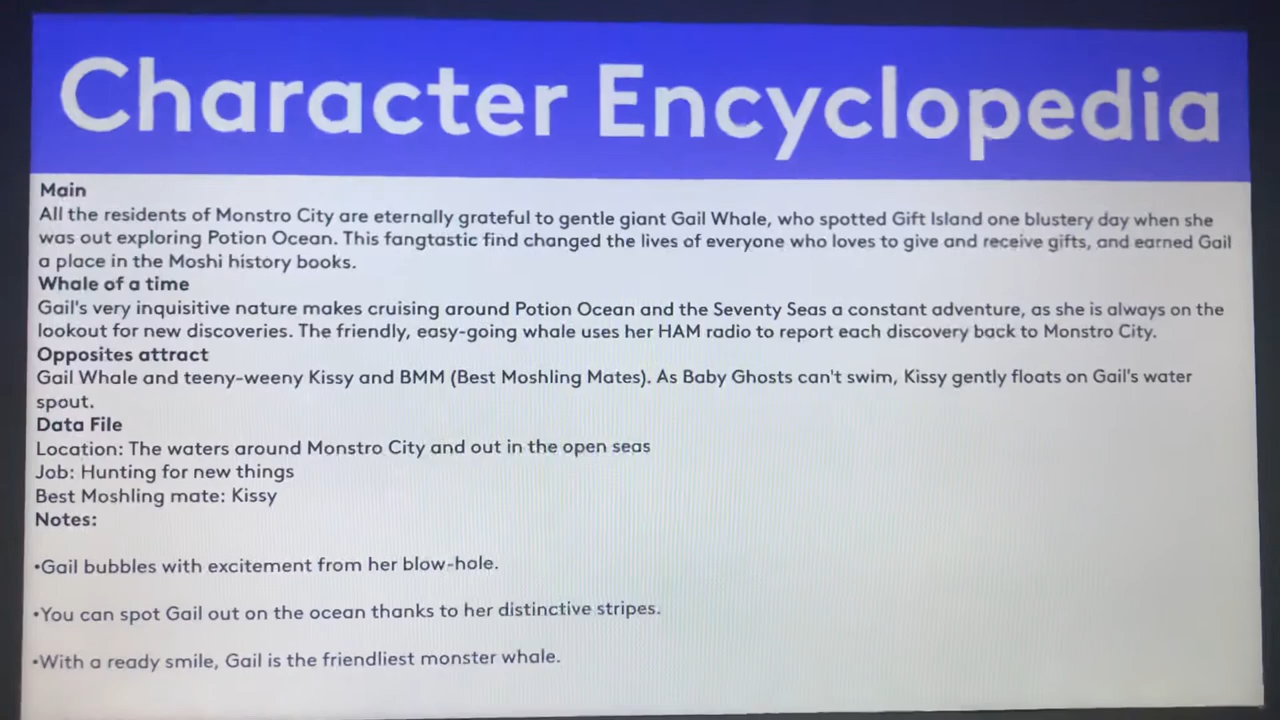 Character Encyclopedia
Main
All the residents of Monstro City are eternally grateful to gentle giant Gail Whale, who spotted Gift Island one blustery day when she
was out exploring Potion Ocean. This fangtastic find changed the lives of everyone who loves to give and receive gifts, and earned Gail
a place in the Moshi history books.
Whale of a time
Gail's very inquisitive nature makes cruising around Potion Ocean and the Seventy Seas a constant adventure, as she is always on the
lookout for new discoveries. The friendly, easy-going whale uses her HAM radio to report each discovery back to Monstro City.
Opposites attract
Gail Whale and teeny-weeny Kissy and BMM (Best Moshling Mates). As Baby Ghosts can't swim, Kissy gently floats on Gail's water
spout.
Data File
Location: The waters around Monstro City and out in the open seas
Job: Hunting for new things
Best Moshling mate: Kissy
Notes:
•Gail bubbles with excitement from her blow-hole.
•You can spot Gail out on the ocean thanks to her distinctive stripes.
•With a ready smile, Gail is the friendliest monster whale.